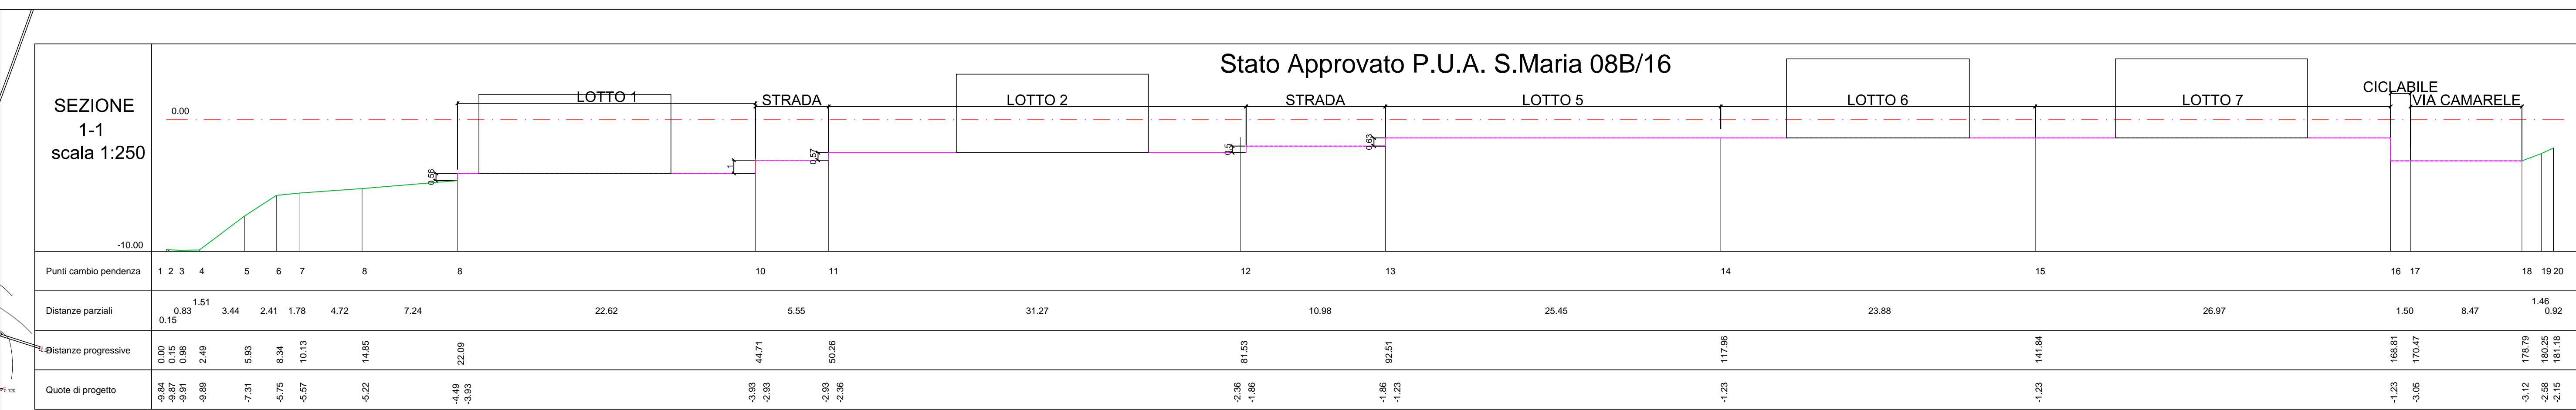 Stato Approvato P.U.A. S.Maria 08B/16
SEZIONE
1-1
scala 1:250
0.00
-10.00
LOTTO 1
STRADA
LOTTO 2
STRADA
LOTTO 5
LOTTO 6
LOTTO 7
CICLABILE
VIA CAMARELE
0.56
1
0.57
0.5
0.63
Punti cambio pendenza 1 2 3 4 5 6 7 8 8 10 11 12 13 14 15 16 17 18 19 20
Distanze parziali 0.15 0.83 1.51 3.44 2.41 1.78 4.72 7.24 22.62 5.55 31.27 10.98 25.45 23.88 26.97 1.50 8.47 1.46 0.92
Distanze progressive 0.00 0.15 0.98 2.49 5.93 8.34 10.13 14.85 22.09 44.71 50.26 81.53 92.51 117.96 141.84 168.81 170.47 178.79 180.25 181.18
Quote di progetto -9.84 -9.87 -9.91 -9.89 -7.31 -5.75 -5.57 -5.22 -4.49 -3.93 -3.93 -2.93 -2.93 -2.36 -2.36 -1.86 -1.86 -1.23 -1.23 -1.23 -1.23 -3.05 -3.12 -2.58 -2.15